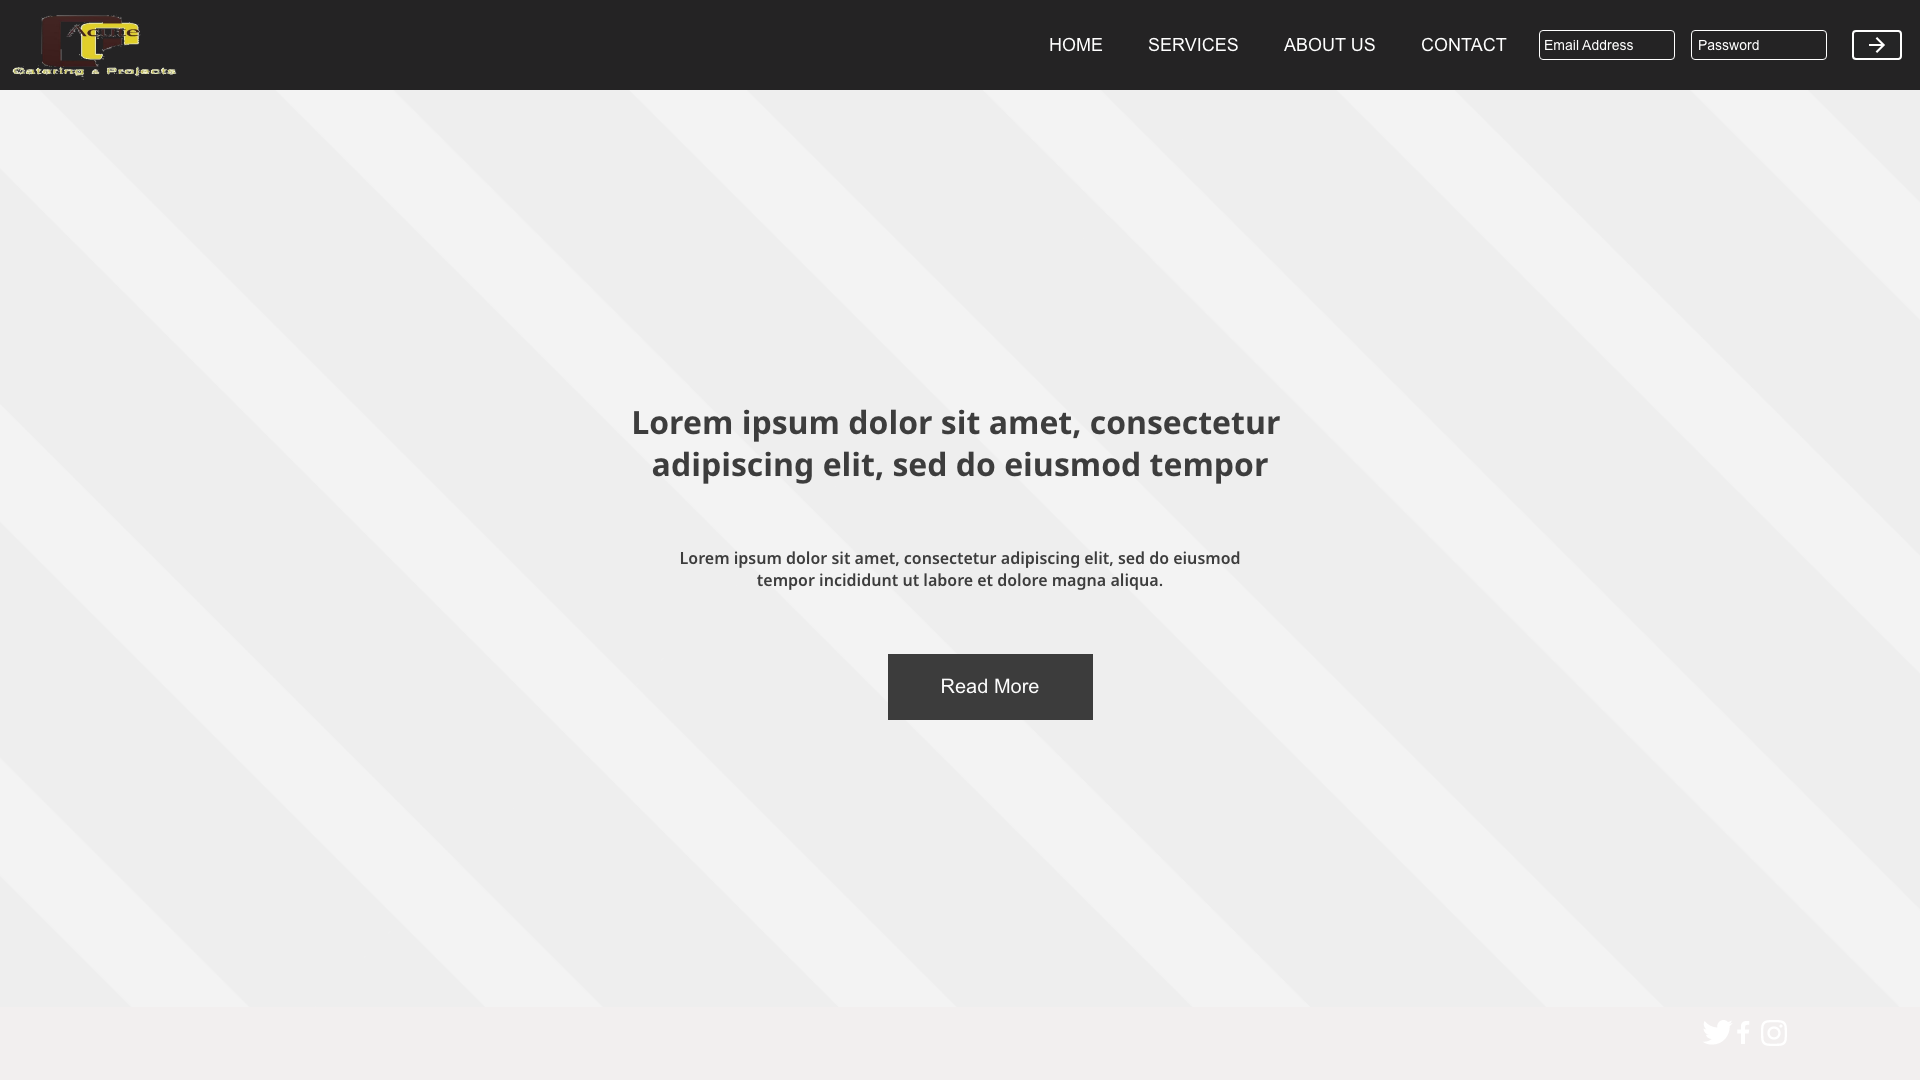 Acube
Catering & Projects
HOME
SERVICES
ABOUT US
CONTACT
Email Address
Password
Lorem ipsum dolor sit amet, consectetur
adipiscing elit, sed do eiusmod tempor
Lorem ipsum dolor sit amet, consectetur adipiscing elit, sed do eiusmod
tempor incididunt ut labore et dolore magna aliqua.
Read More